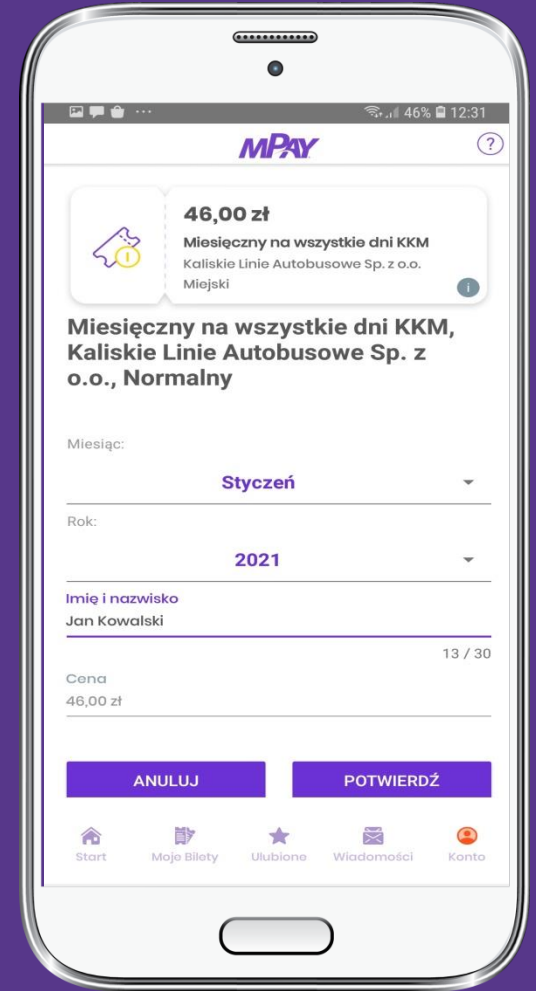 46% 12:31
mPAY
?
46,00 zł
Miesięczny na wszystkie dni KKM
Kaliskie Linie Autobusowe Sp. z o.o.
Miejski
i
Miesięczny na wszystkie dni KKM,
Kaliskie Linie Autobusowe Sp. z
o.o., Normalny
Miesiąc:
Styczeń
Rok:
2021
Imię i nazwisko
Jan Kowalski
13 / 30
Cena
46,00 zł
ANULUJ POTWIERDŹ
Start Moje Bilety Ulubione Wiadomości Konto